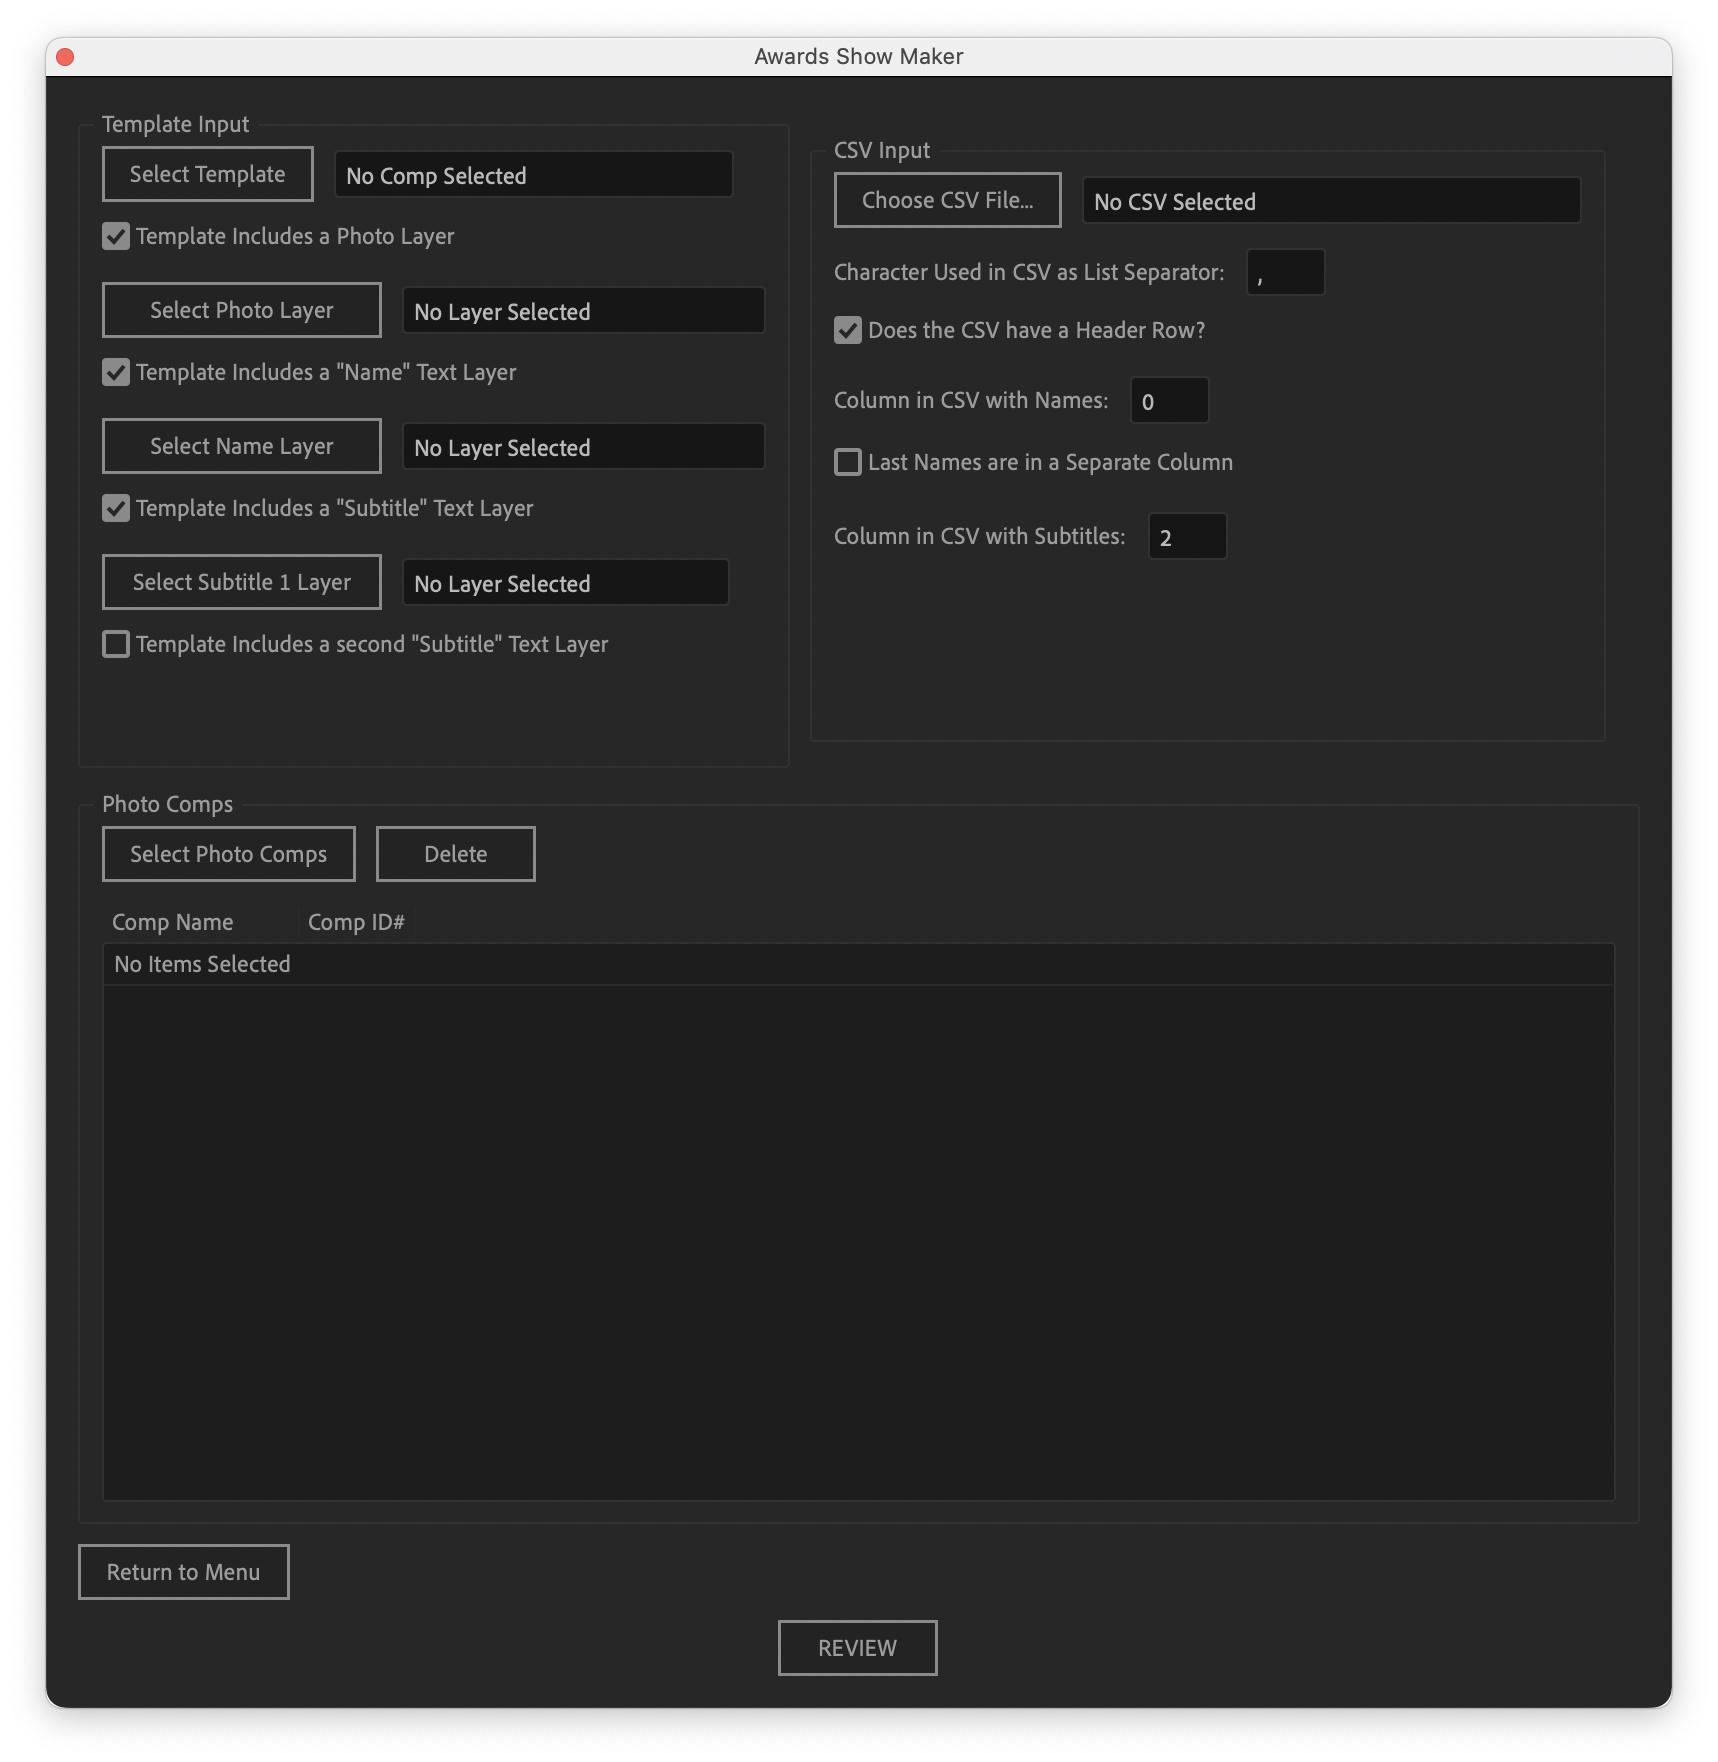 Awards Show Maker
Template Input
Select Template
No Comp Selected
Template Includes a Photo Layer
Select Photo Layer
No Layer Selected
Template Includes a "Name" Text Layer
Select Name Layer
No Layer Selected
Template Includes a "Subtitle" Text Layer
Select Subtitle 1 Layer
No Layer Selected
Template Includes a second "Subtitle" Text Layer
CSV Input
Choose CSV File...
No CSV Selected
Character Used in CSV as List Separator: ,
Does the CSV have a Header Row?
Column in CSV with Names: 0
Last Names are in a Separate Column
Column in CSV with Subtitles: 2
Photo Comps
Select Photo Comps
Delete
Comp Name Comp ID#
No Items Selected
Return to Menu
REVIEW